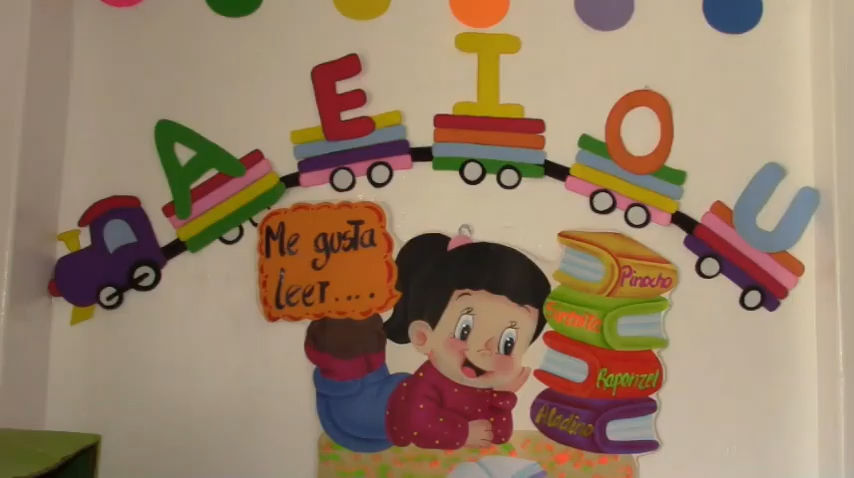 A E I O U
Me gusta
leer....
Pinocho
Rapunzel
Aladino